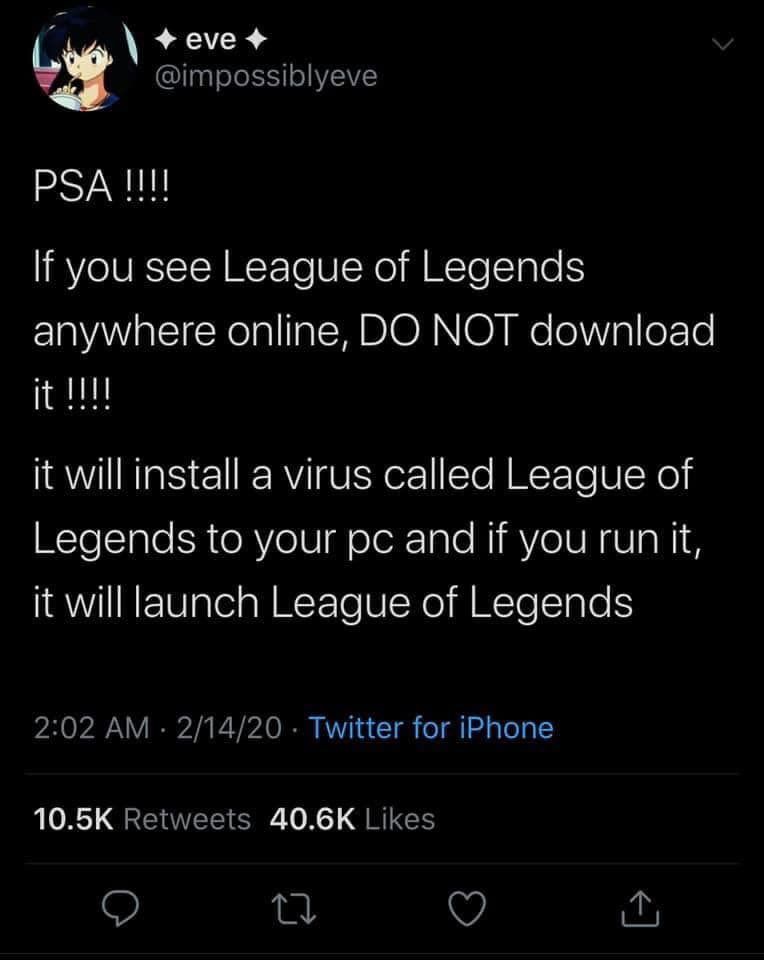 ✦ eve ✦
@impossiblyeve
PSA !!!!
If you see League of Legends
anywhere online, DO NOT download
it !!!!
it will install a virus called League of
Legends to your pc and if you run it,
it will launch League of Legends
2:02 AM · 2/14/20 · Twitter for iPhone
10.5K Retweets 40.6K Likes